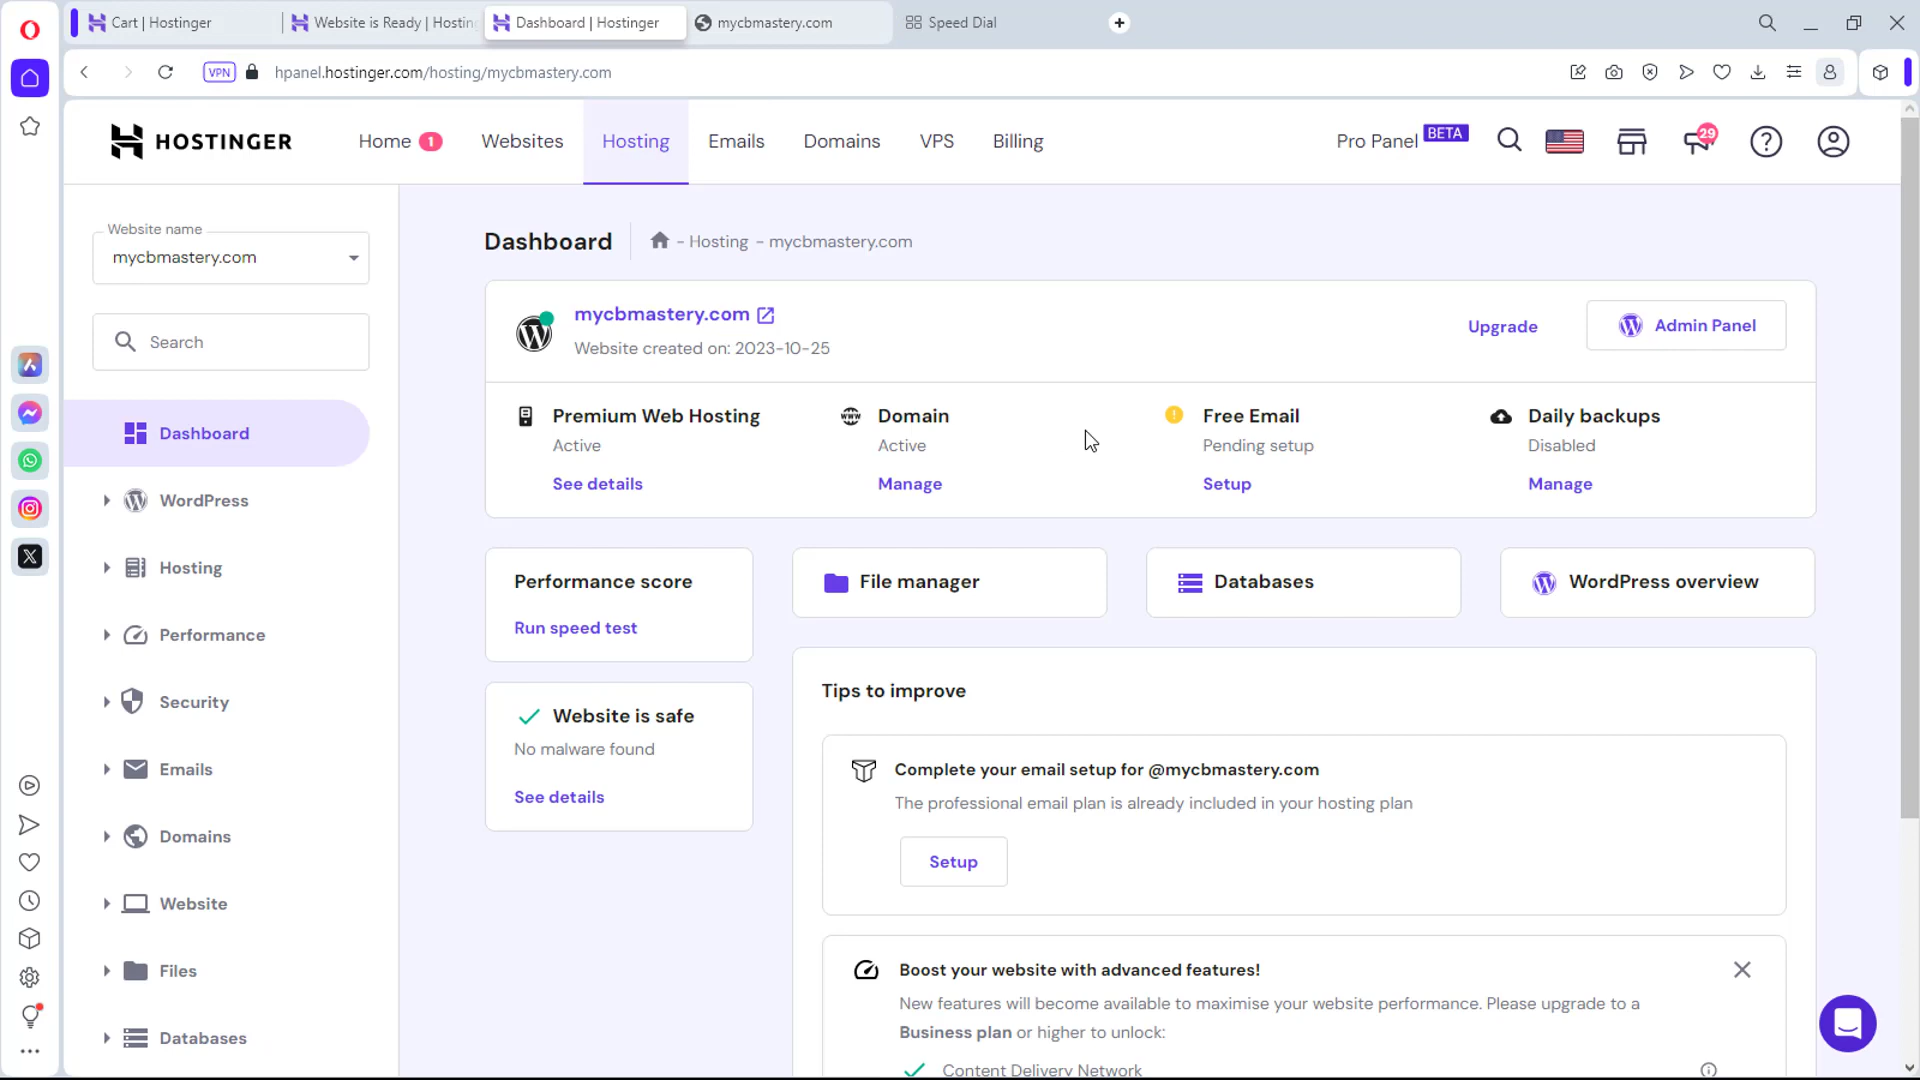 Cart | Hostinger
Website is Ready | Hosting
Dashboard | Hostinger
mycbmastery.com
Speed Dial
VPN
hpanel.hostinger.com/hosting/mycbmastery.com
HOSTINGER
Home 1
Websites
Hosting
Emails
Domains
VPS
Billing
Pro Panel BETA
29
Website name
mycbmastery.com
Search
Dashboard
WordPress
Hosting
Performance
Security
Emails
Domains
Website
Files
Databases
Dashboard
- Hosting - mycbmastery.com
mycbmastery.com
Website created on: 2023-10-25
Upgrade
Admin Panel
Premium Web Hosting
Active
See details
Domain
Active
Manage
Free Email
Pending setup
Setup
Daily backups
Disabled
Manage
Performance score
Run speed test
File manager
Databases
WordPress overview
Website is safe
No malware found
See details
Tips to improve
Complete your email setup for @mycbmastery.com
The professional email plan is already included in your hosting plan
Setup
Boost your website with advanced features!
New features will become available to maximise your website performance. Please upgrade to a
Business plan or higher to unlock:
Content Delivery Network